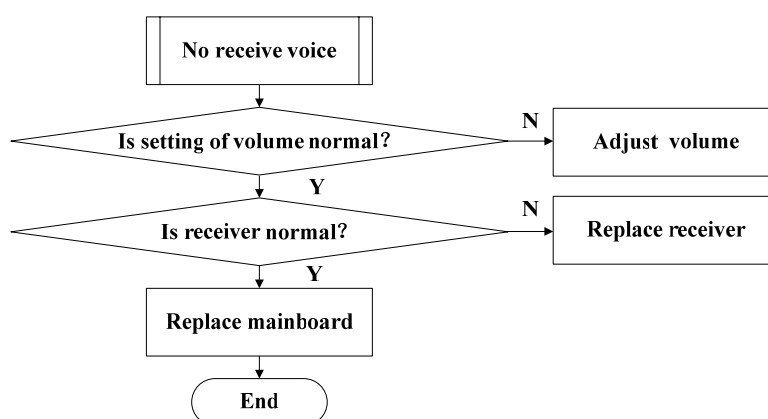 No receive voice
Is setting of volume normal?
N
Adjust volume
Y
Is receiver normal?
N
Replace receiver
Y
Replace mainboard
End